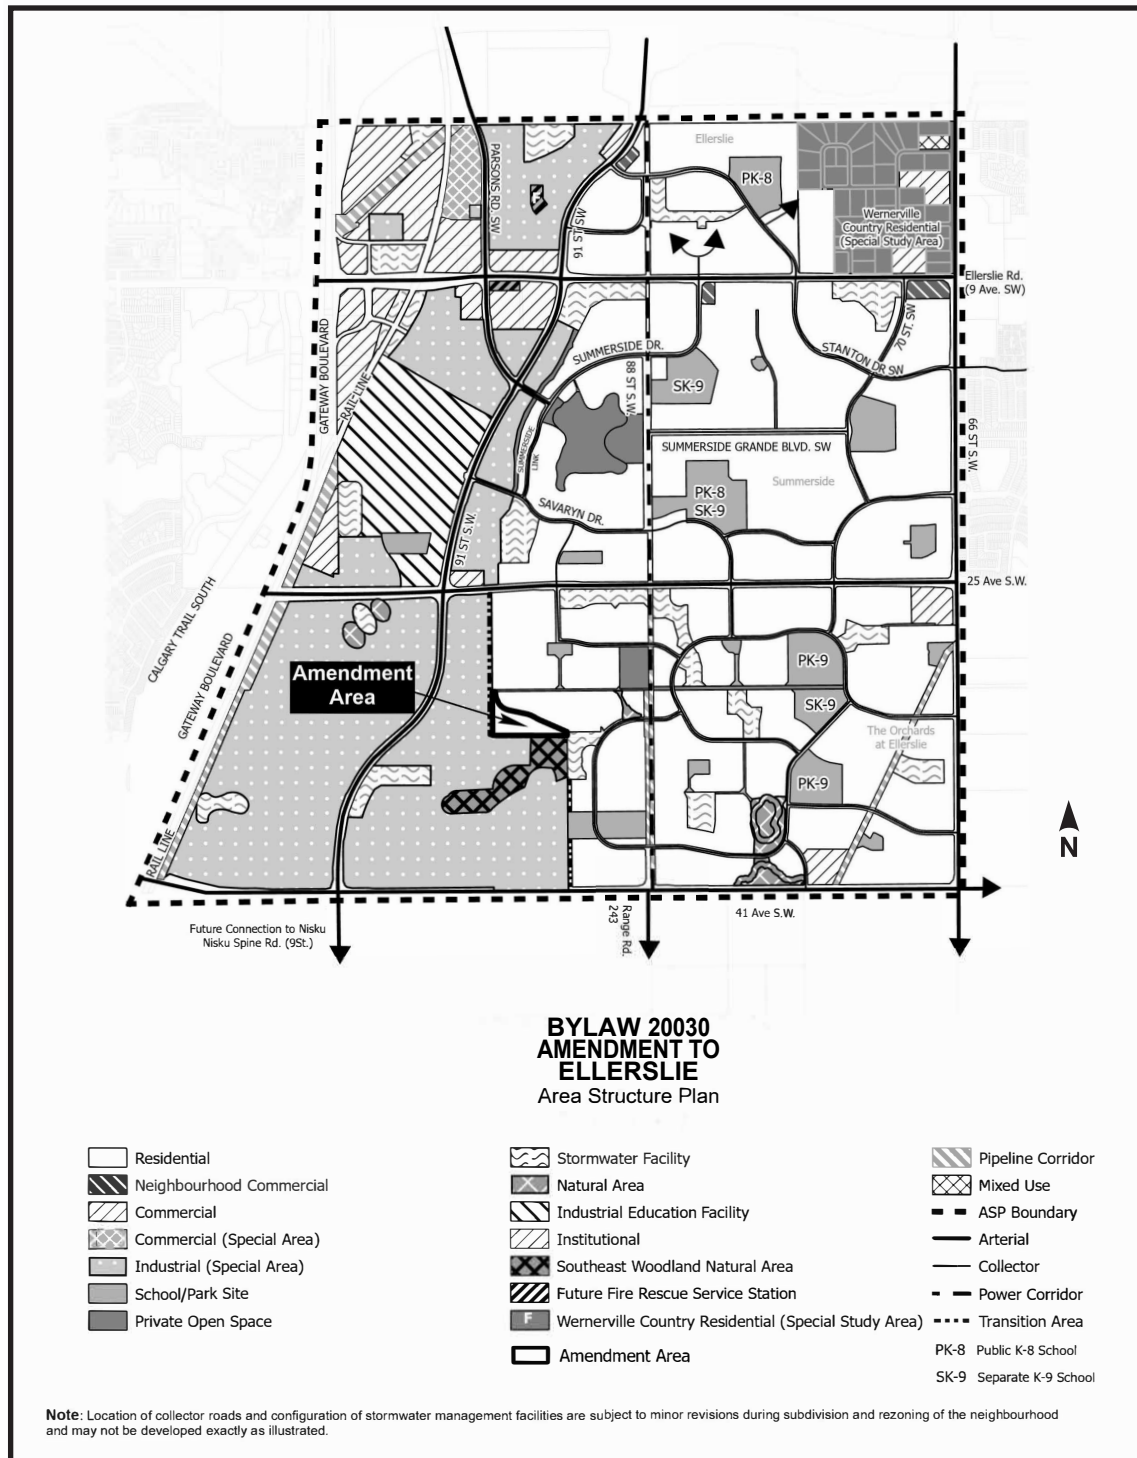 Ellerslie
PARSONS RD. SW
PK-8
91 ST SW
Wernerville
Country Residential
(Special Study Area)
Ellerslie Rd.
(9 Ave. SW)
GATEWAY BOULEVARD
RAIL LINE
SUMMERSIDE DR.
88 ST S.W.
STANTON DR SW
70 ST. SW
SK-9
66 ST S.W.
SUMMERSIDE LINK
SUMMERSIDE GRANDE BLVD. SW
Summerside
PK-8
SK-9
SAVARYN DR.
91 ST S.W.
25 Ave S.W.
CALGARY TRAIL SOUTH
GATEWAY BOULEVARD
Amendment
Area
PK-9
SK-9
The Orchards
at Ellerslie
PK-9
RAIL LINE
N
Future Connection to Nisku
Nisku Spine Rd. (9St.)
Range Rd.
243
41 Ave S.W.
BYLAW 20030
AMENDMENT TO
ELLERSLIE
Area Structure Plan
Residential
Neighbourhood Commercial
Commercial
Commercial (Special Area)
Industrial (Special Area)
School/Park Site
Private Open Space
Stormwater Facility
Natural Area
Industrial Education Facility
Institutional
Southeast Woodland Natural Area
Future Fire Rescue Service Station
F Wernerville Country Residential (Special Study Area)
Amendment Area
Pipeline Corridor
Mixed Use
ASP Boundary
Arterial
Collector
Power Corridor
Transition Area
PK-8 Public K-8 School
SK-9 Separate K-9 School
Note: Location of collector roads and configuration of stormwater management facilities are subject to minor revisions during subdivision and rezoning of the neighbourhood
and may not be developed exactly as illustrated.